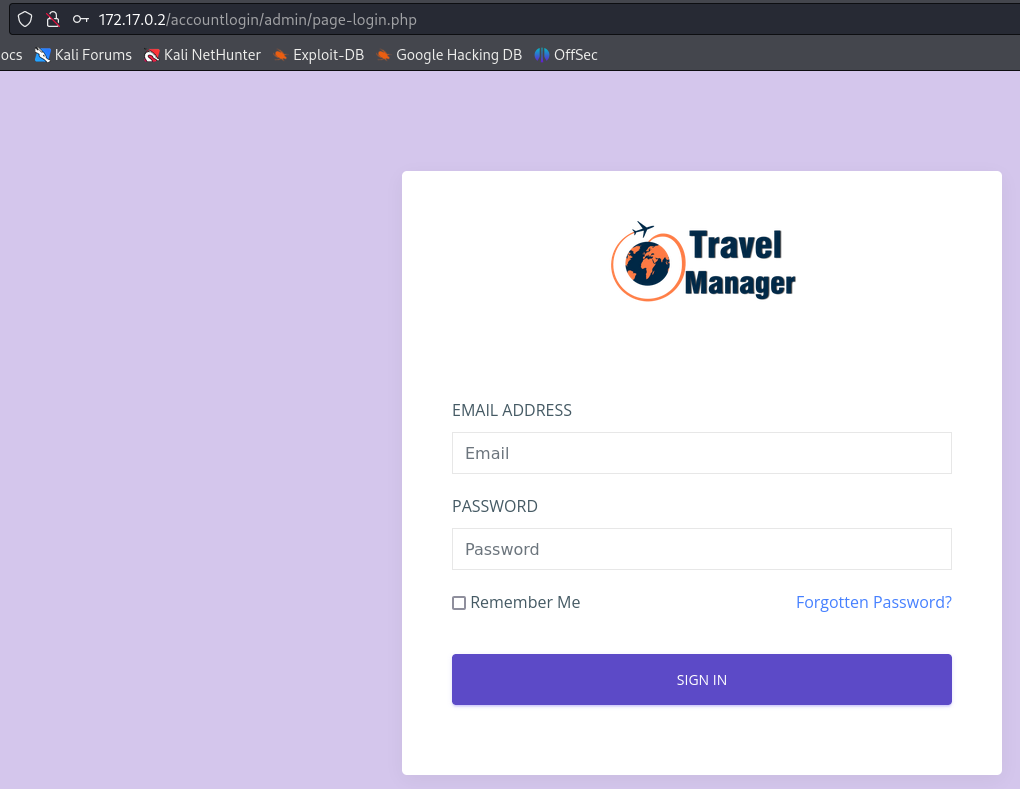 172.17.0.2/accountlogin/admin/page-login.php
ocs Kali Forums Kali NetHunter Exploit-DB Google Hacking DB OffSec
Travel
Manager
EMAIL ADDRESS
Email
PASSWORD
Password
Remember Me Forgotten Password?
SIGN IN